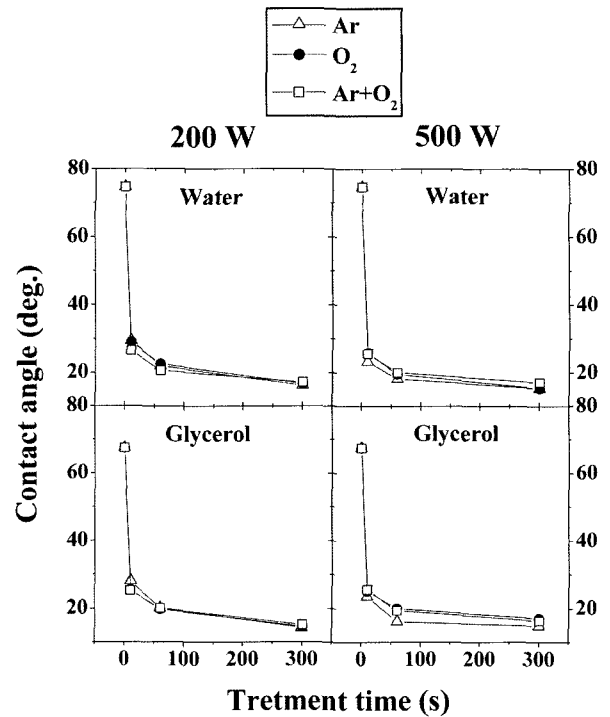 Ar
O2
Ar+O2
200 W 500 W
80 80
Water Water
60 60
40 40
20 20
80 80
Glycerol Glycerol
60 60
40 40
20 20
0 100 200 300 0 100 200 300
Contact angle (deg.)
Tretment time (s)